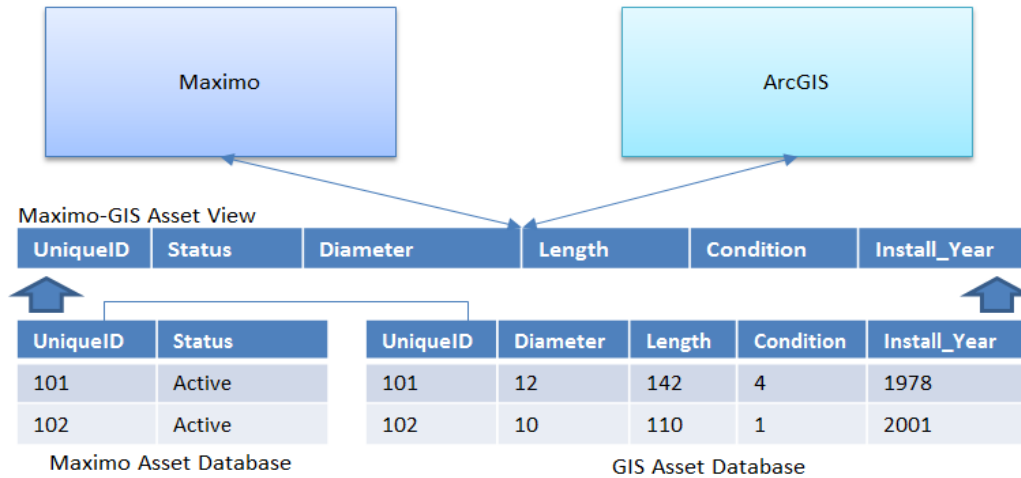 Maximo
ArcGIS
Maximo-GIS Asset View
UniqueID Status Diameter Length Condition Install_Year
UniqueID Status
101 Active
102 Active
Maximo Asset Database
UniqueID Diameter Length Condition Install_Year
101 12 142 4 1978
102 10 110 1 2001
GIS Asset Database